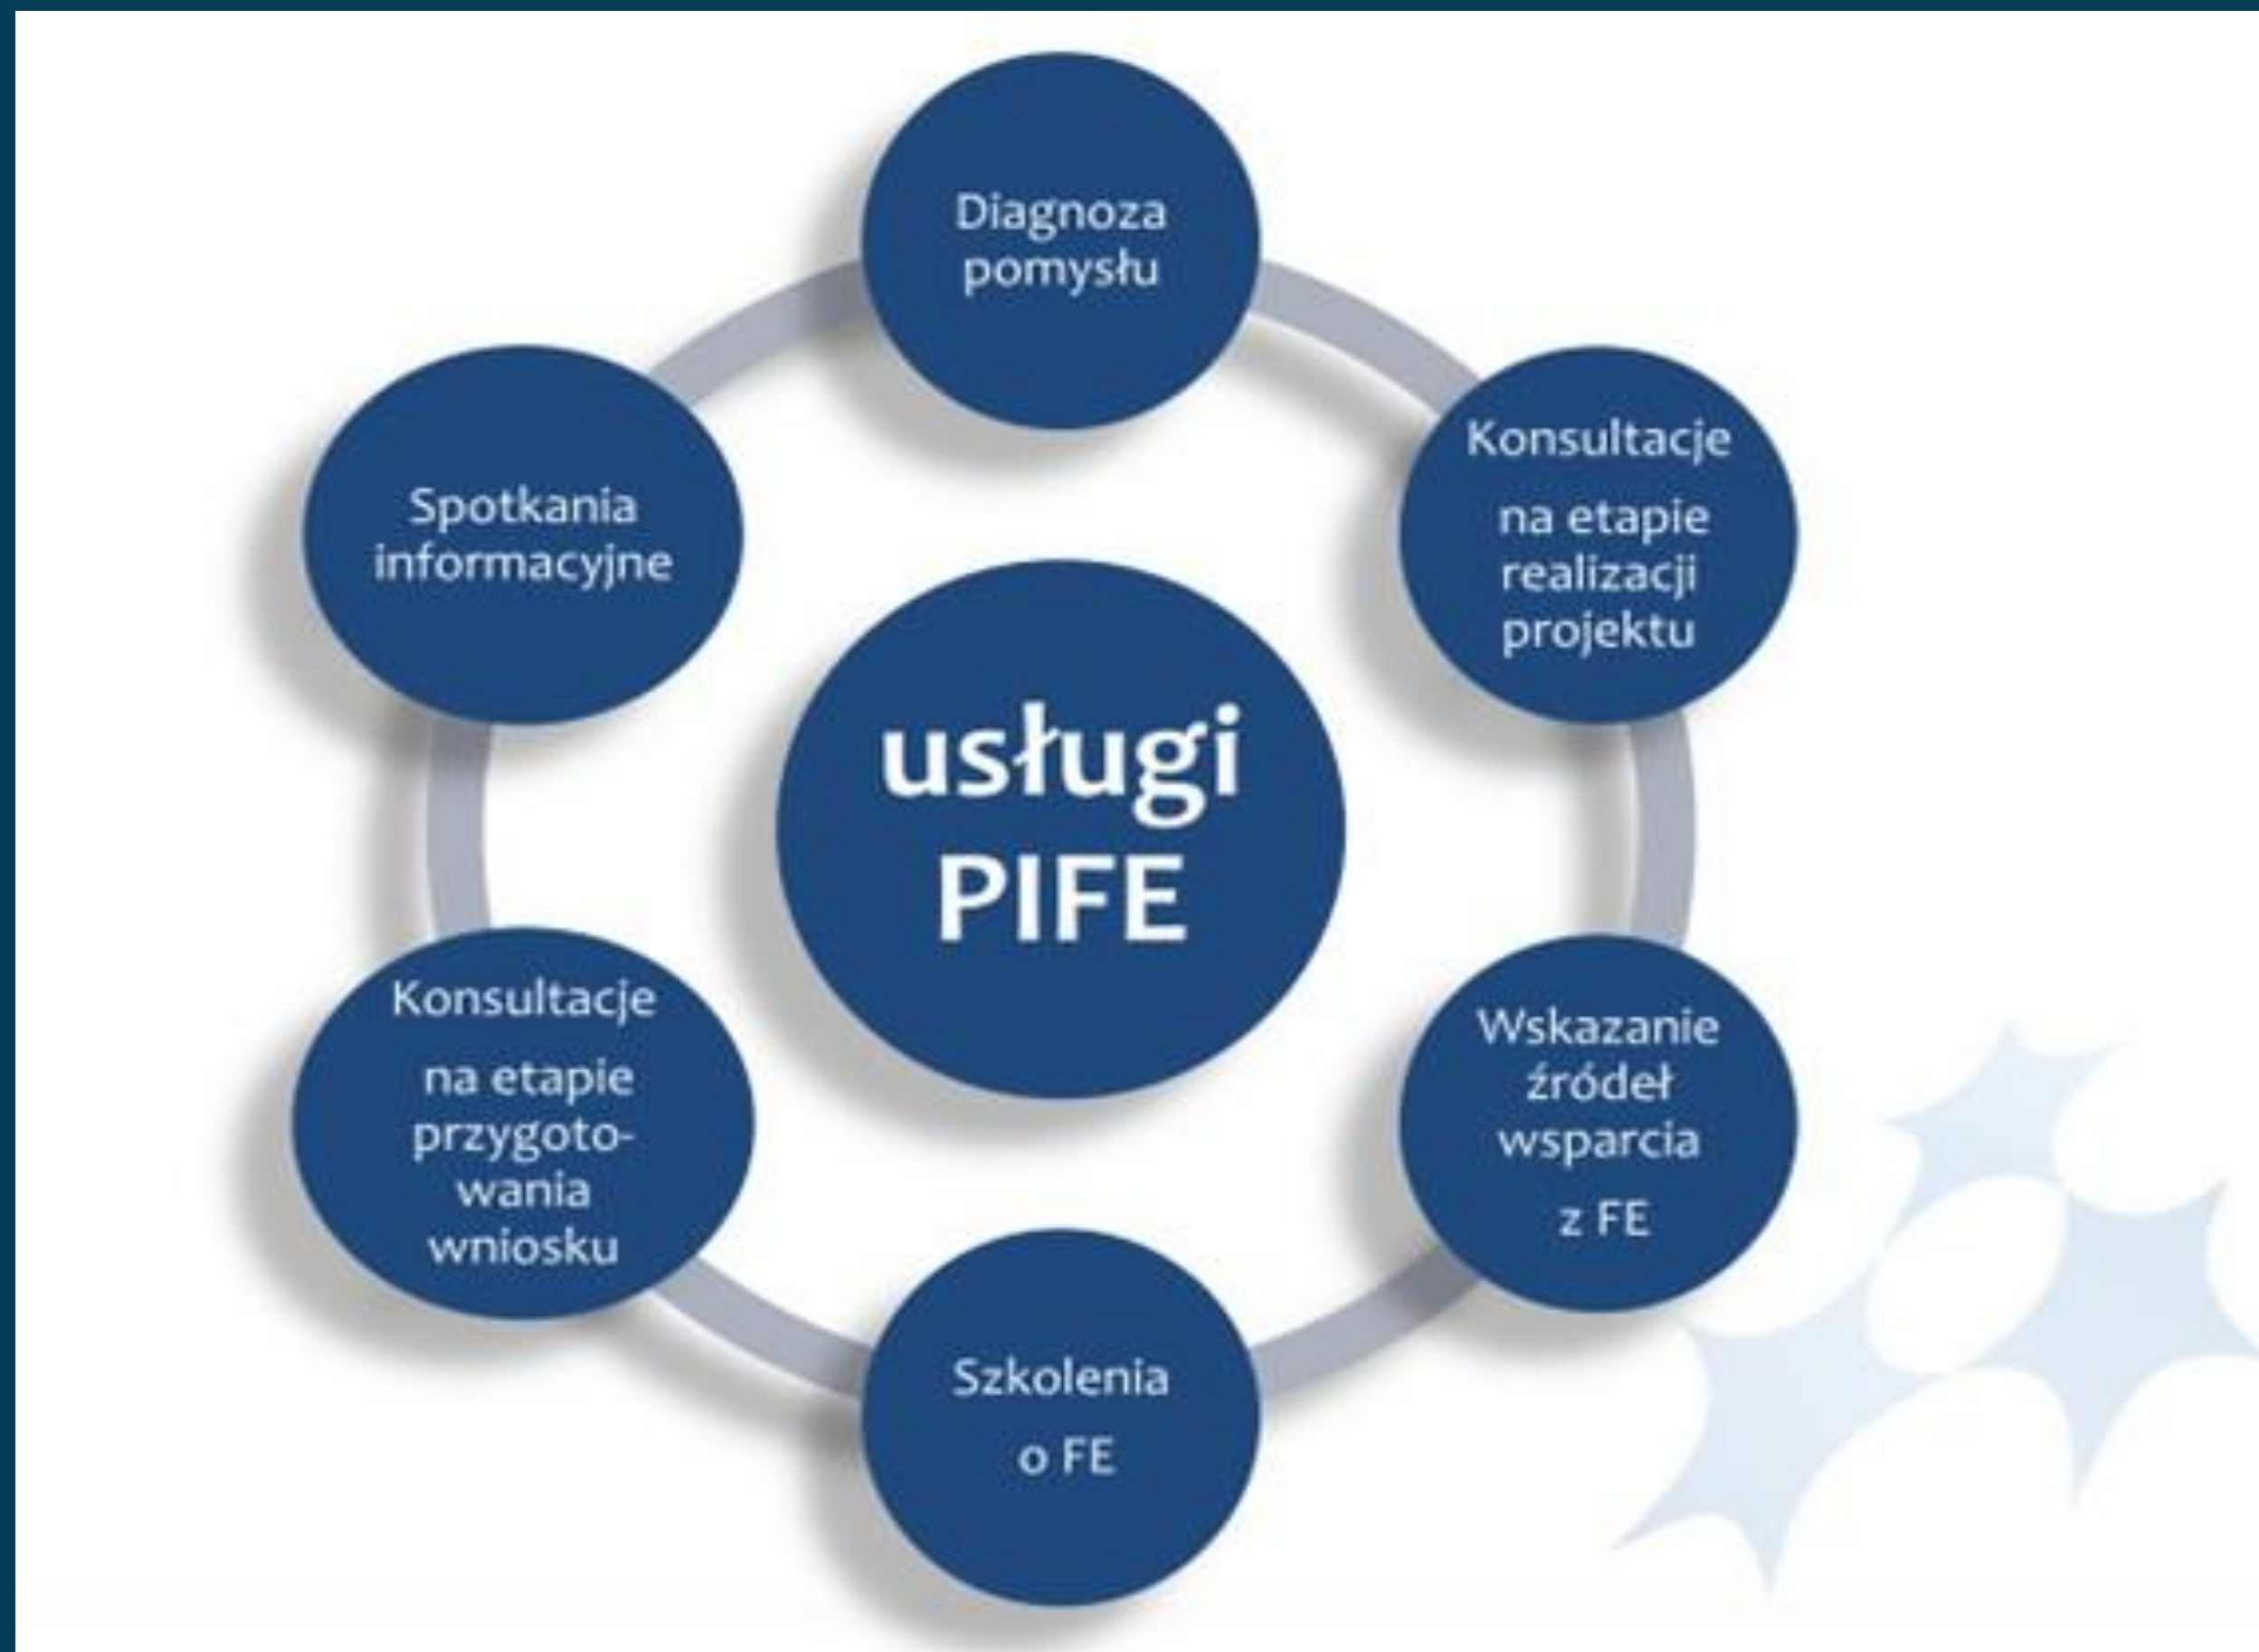 Diagnoza
pomysłu
Konsultacje
na etapie
realizacji
projektu
Wskazanie
źródeł
wsparcia
z FE
Szkolenia
o FE
Konsultacje
na etapie
przygoto-
wania
wniosku
Spotkania
informacyjne
usługi
PIFE